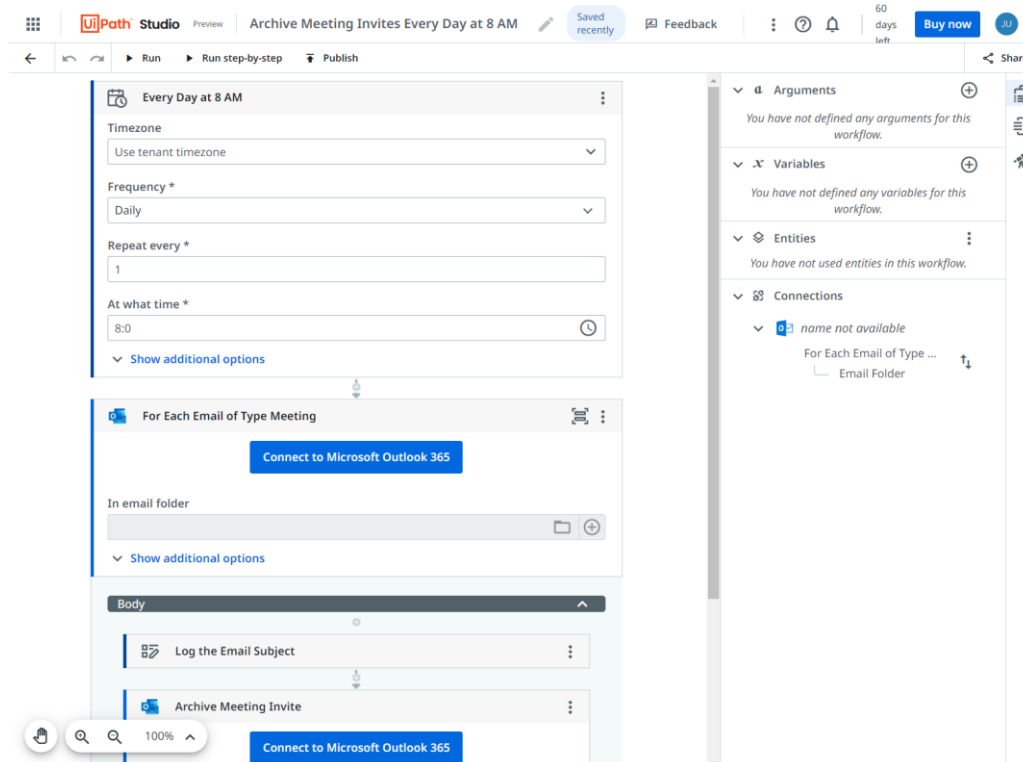 UiPath Studio Preview Archive Meeting Invites Every Day at 8 AM Saved recently Feedback 60 days left Buy now JU
Run Run step-by-step Publish Shar
Every Day at 8 AM
Timezone
Use tenant timezone
Frequency *
Daily
Repeat every *
1
At what time *
8:0
Show additional options
For Each Email of Type Meeting
Connect to Microsoft Outlook 365
In email folder
Show additional options
Body
Log the Email Subject
Archive Meeting Invite
Connect to Microsoft Outlook 365
100%
Arguments
You have not defined any arguments for this
workflow.
Variables
You have not defined any variables for this
workflow.
Entities
You have not used entities in this workflow.
Connections
name not available
For Each Email of Type ...
Email Folder